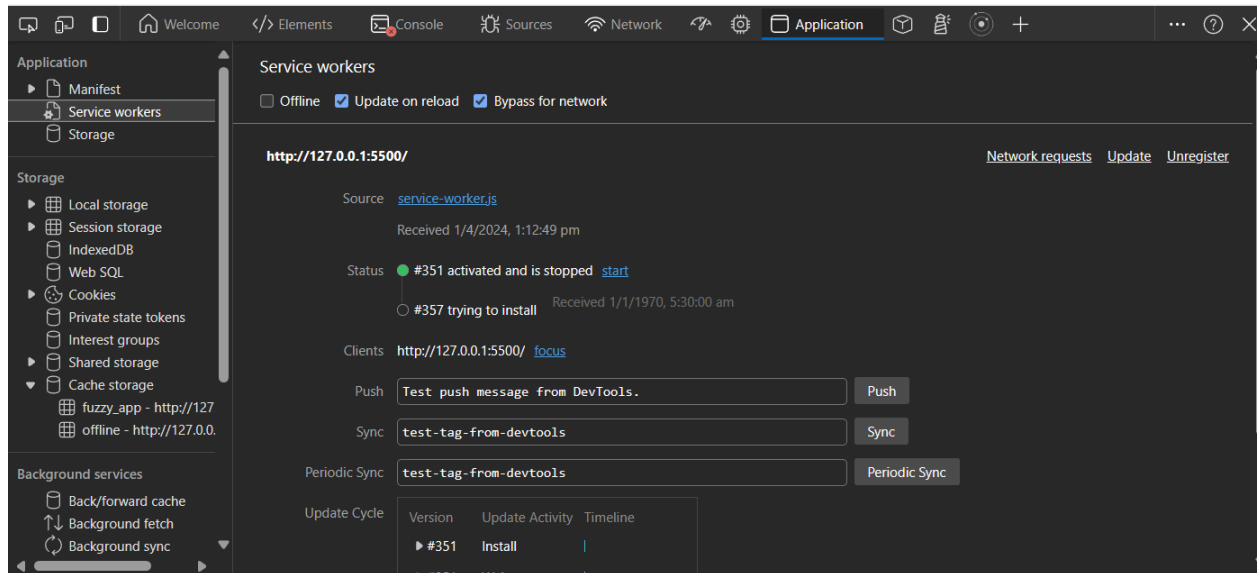 Welcome Elements Console Sources Network Application
Application
Manifest
Service workers
Storage
Storage
Local storage
Session storage
IndexedDB
Web SQL
Cookies
Private state tokens
Interest groups
Shared storage
Cache storage
fuzzy_app - http://127
offline - http://127.0.0.
Background services
Back/forward cache
Background fetch
Background sync
Service workers
Offline Update on reload Bypass for network
http://127.0.0.1:5500/ Network requests Update Unregister
Source service-worker.js
Received 1/4/2024, 1:12:49 pm
Status #351 activated and is stopped start
#357 trying to install Received 1/1/1970, 5:30:00 am
Clients http://127.0.0.1:5500/ focus
Push Test push message from DevTools. Push
Sync test-tag-from-devtools Sync
Periodic Sync test-tag-from-devtools Periodic Sync
Update Cycle Version Update Activity Timeline
#351 Install